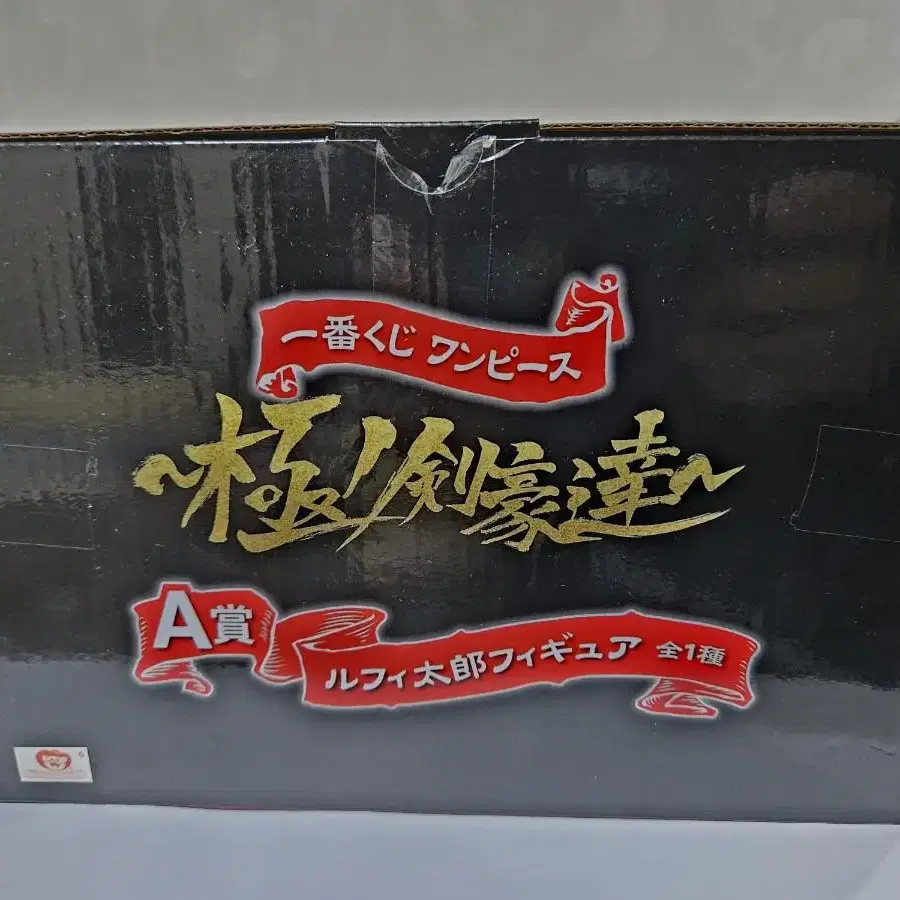 一番くじ ワンピース
~極ノ剣豪達~
A賞
ルフィ太郎フィギュア 全1種